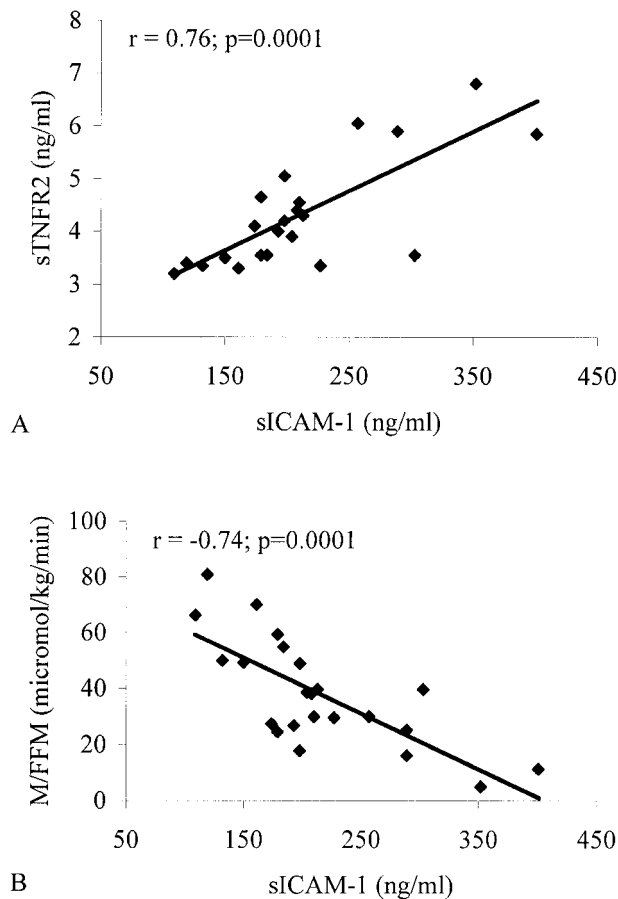 8
r = 0.76; p=0.0001
7
6
5
4
3
2
sTNFR2 (ng/ml)
50 150 250 350 450
sICAM-1 (ng/ml)
A
100
r = -0.74; p=0.0001
80
60
40
20
0
M/FFM (micromol/kg/min)
50 150 250 350 450
sICAM-1 (ng/ml)
B